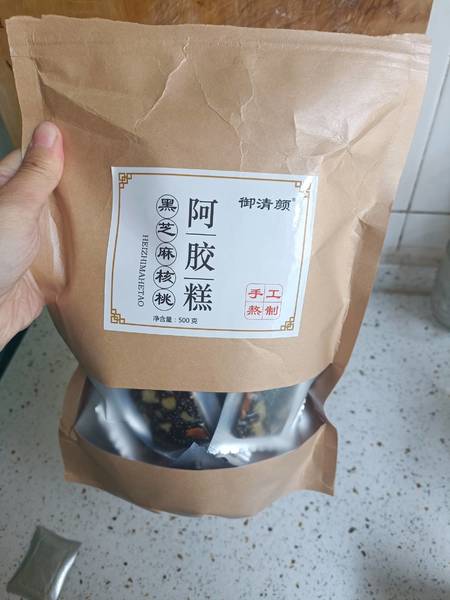 御清颜®
阿胶糕
黑芝麻核桃
HEIZHIMAHETAO
手工
熬制
净含量：500克